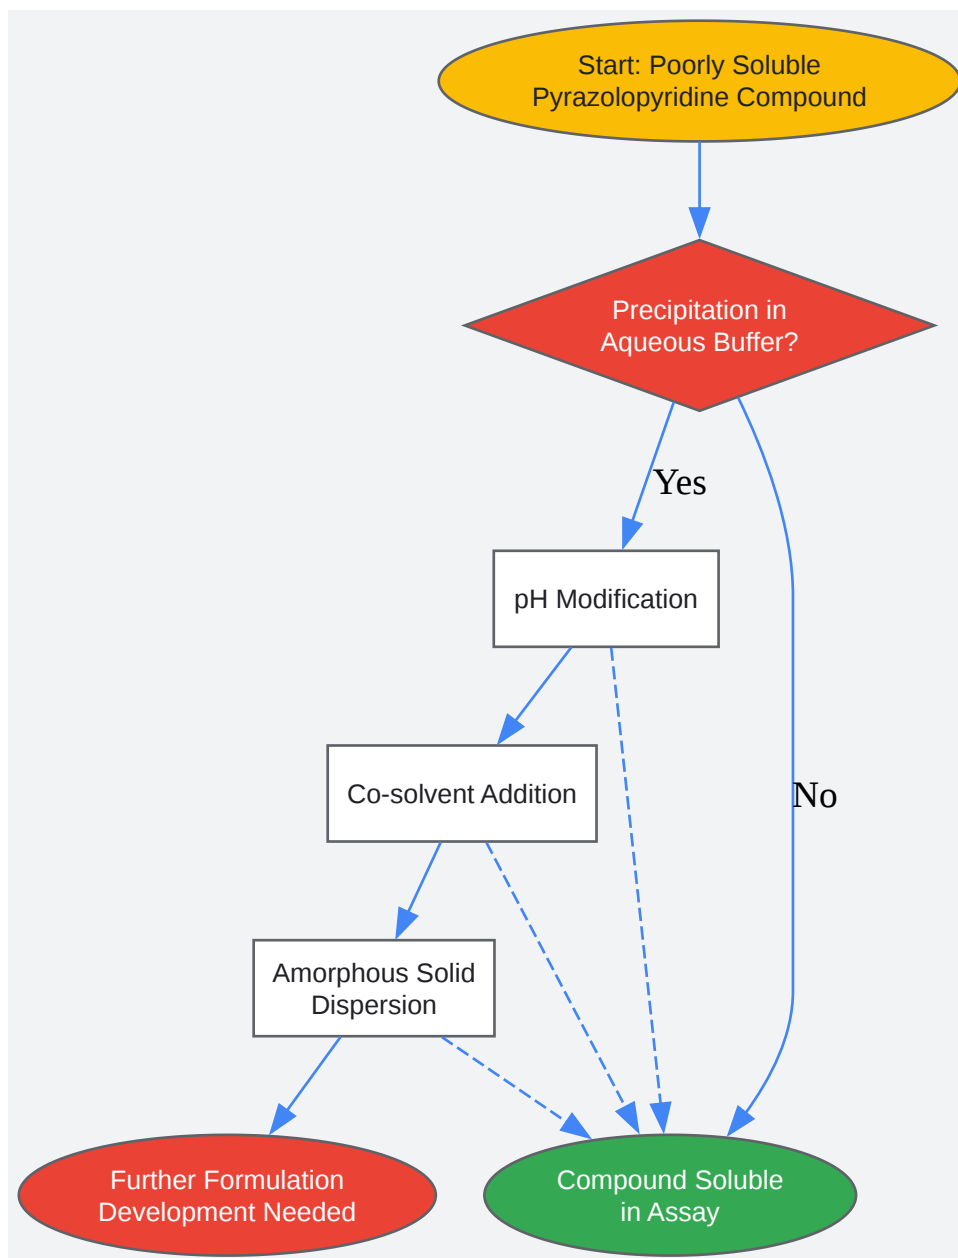 Start: Poorly Soluble
Pyrazolopyridine Compound
Precipitation in
Aqueous Buffer?
Yes
pH Modification
Co-solvent Addition
No
Amorphous Solid
Dispersion
Further Formulation
Development Needed
Compound Soluble
in Assay